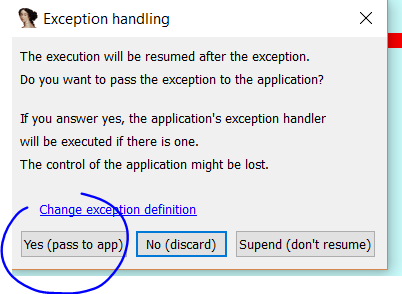 Exception handling
The execution will be resumed after the exception.
Do you want to pass the exception to the application?
If you answer yes, the application's exception handler
will be executed if there is one.
The control of the application might be lost.
Change exception definition
Yes (pass to app) No (discard) Supend (don't resume)